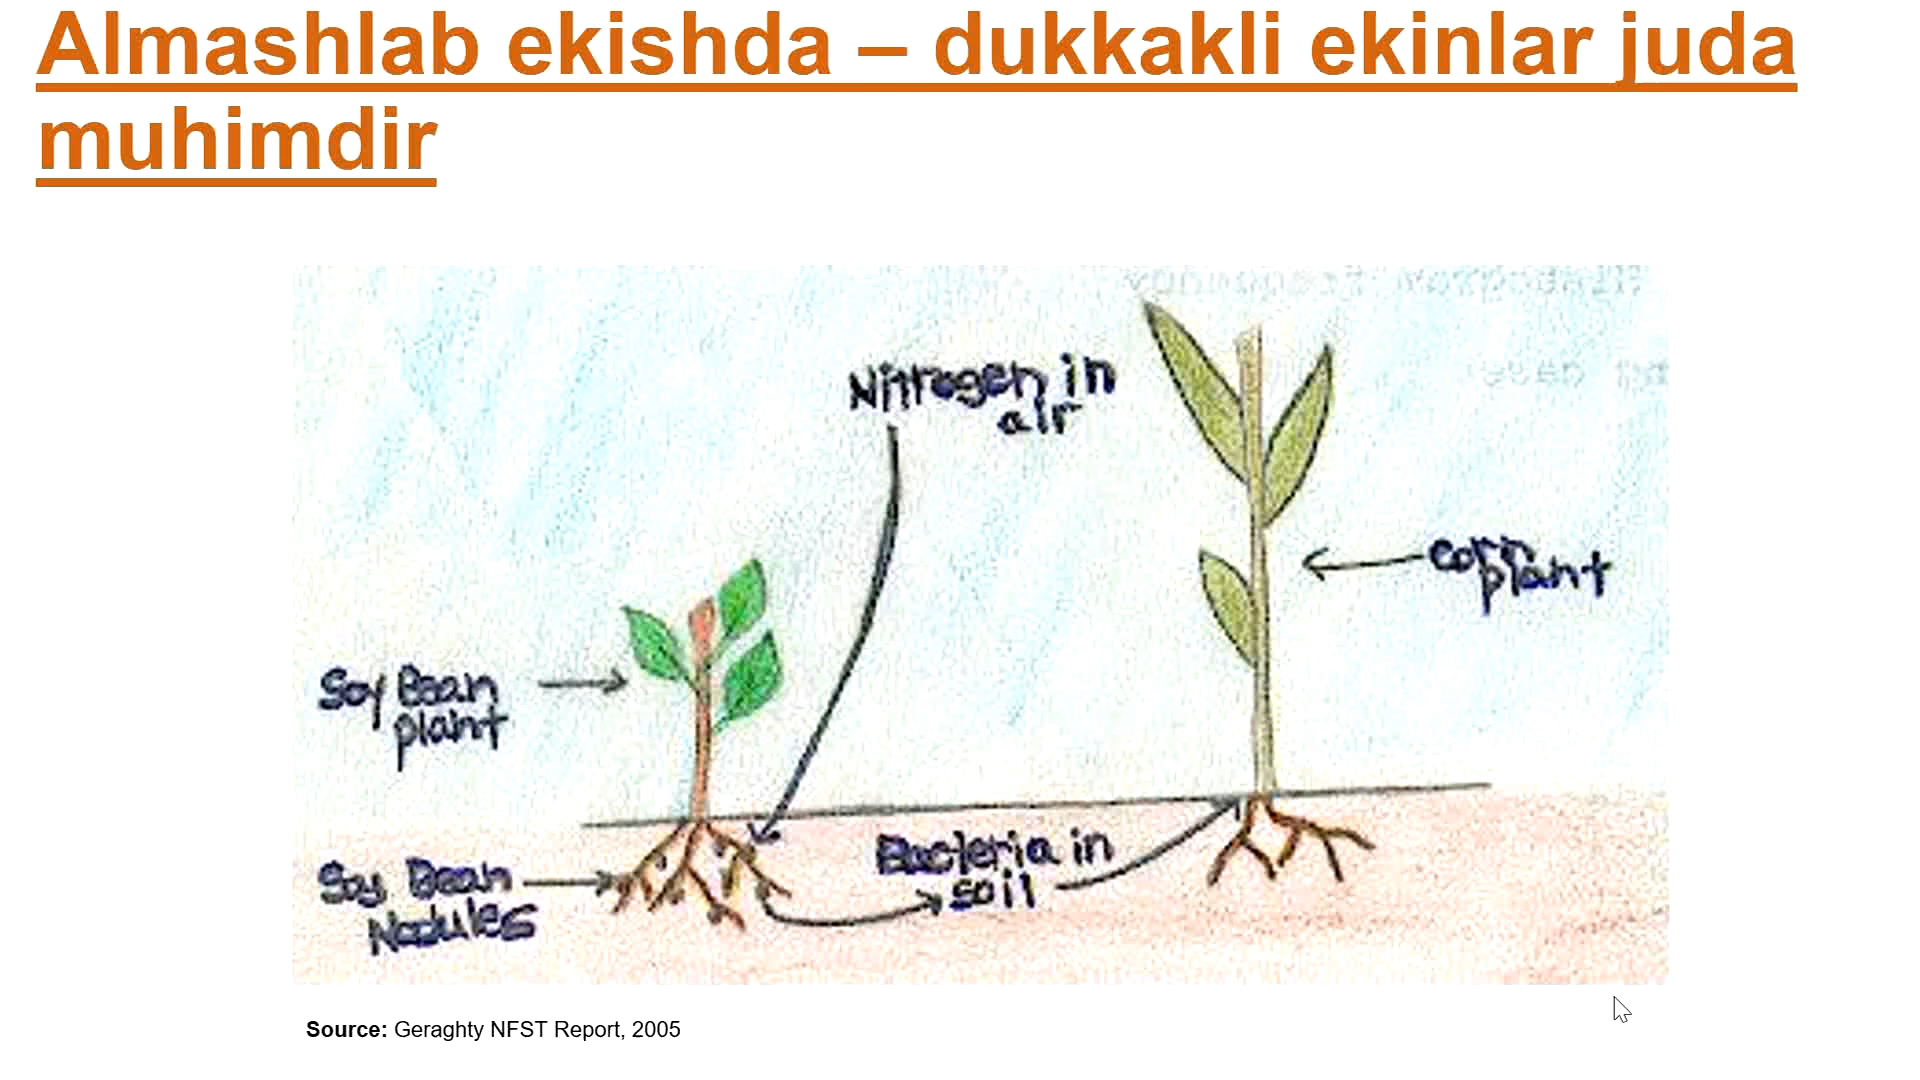 Almashlab ekishda – dukkakli ekinlar juda
muhimdir
Nitrogen in
air
corn
plant
Soy Bean
plant
Bacteria in
soil
Soy Bean
Nodules
Source: Geraghty NFST Report, 2005